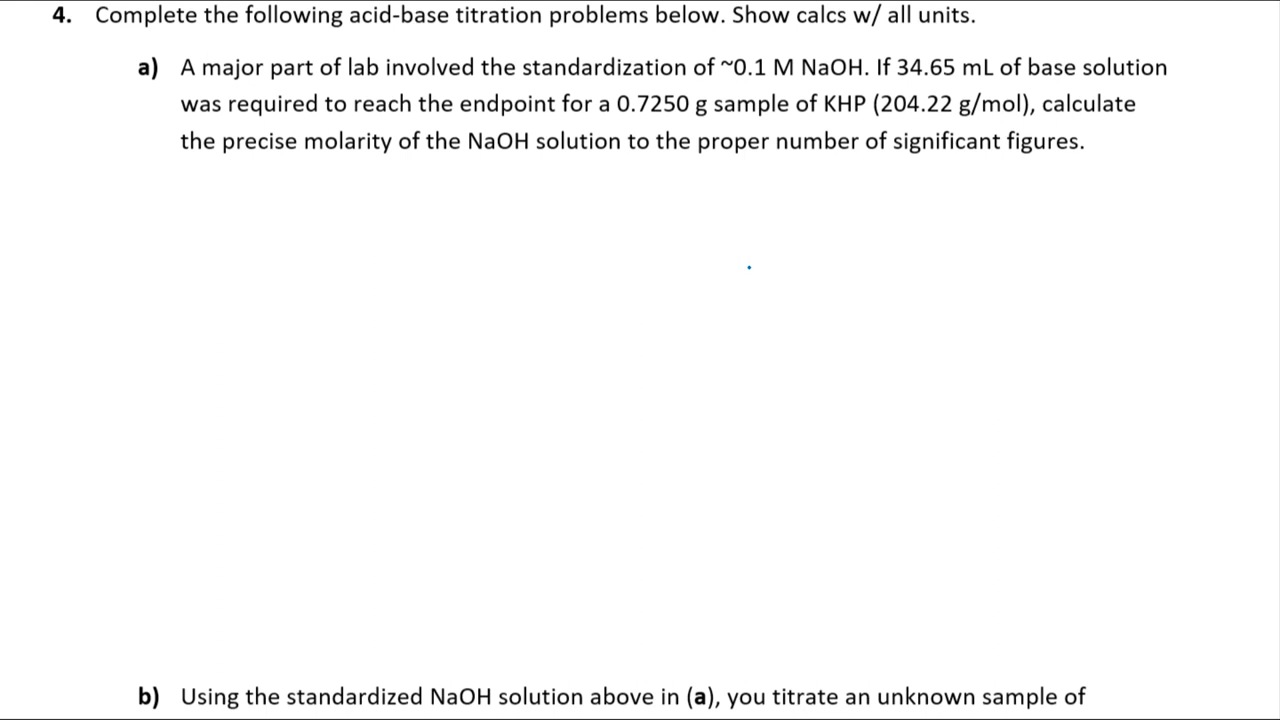 4. Complete the following acid-base titration problems below. Show calcs w/ all units.
a) A major part of lab involved the standardization of ~0.1 M NaOH. If 34.65 mL of base solution
was required to reach the endpoint for a 0.7250 g sample of KHP (204.22 g/mol), calculate
the precise molarity of the NaOH solution to the proper number of significant figures.
b) Using the standardized NaOH solution above in (a), you titrate an unknown sample of